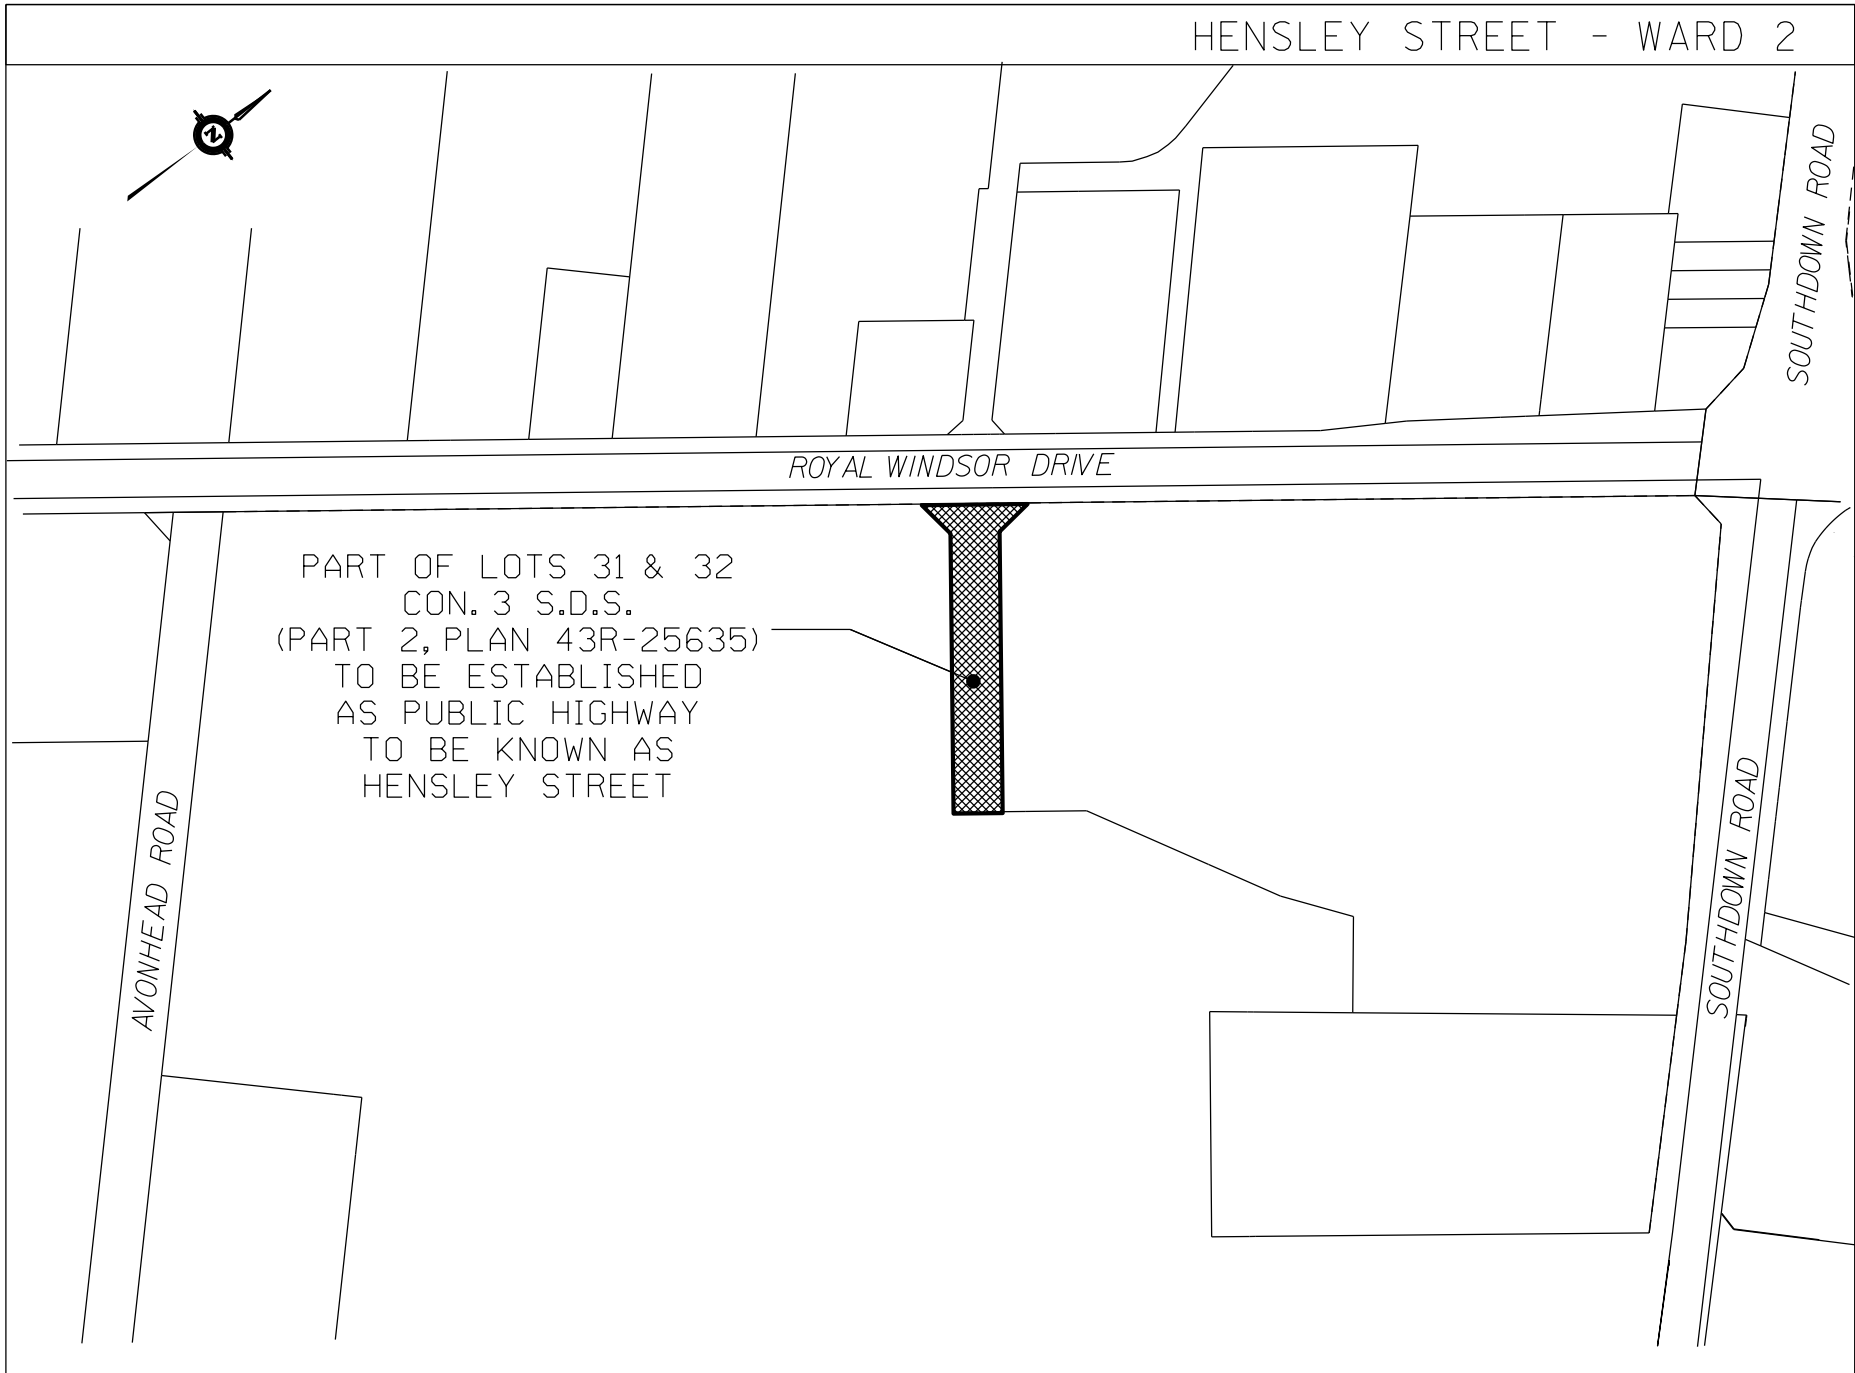 HENSLEY STREET - WARD 2
N
SOUTHDOWN ROAD
ROYAL WINDSOR DRIVE
PART OF LOTS 31 & 32
CON. 3 S.D.S.
(PART 2, PLAN 43R-25635)
TO BE ESTABLISHED
AS PUBLIC HIGHWAY
TO BE KNOWN AS
HENSLEY STREET
AVONHEAD ROAD
SOUTHDOWN ROAD